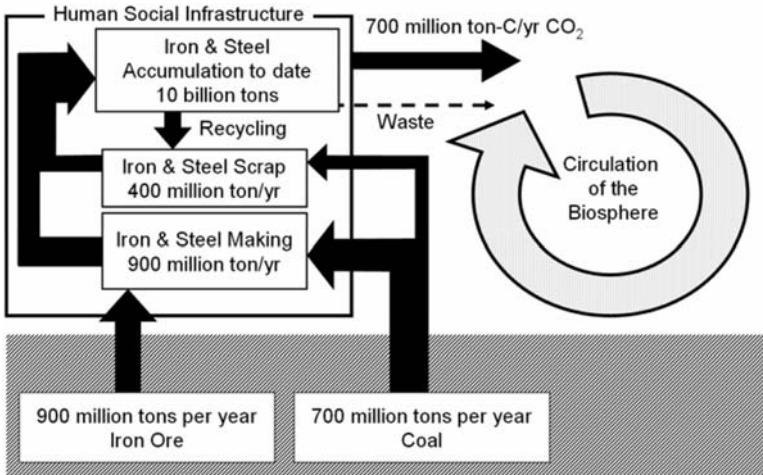 Human Social Infrastructure
700 million ton-C/yr CO₂
Iron & Steel
Accumulation to date
10 billion tons
Recycling
Waste
Iron & Steel Scrap
400 million ton/yr
Circulation
of the
Biosphere
Iron & Steel Making
900 million ton/yr
900 million tons per year
Iron Ore
700 million tons per year
Coal